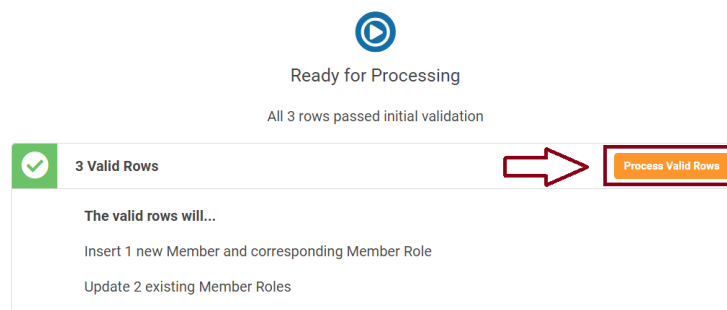 Ready for Processing
All 3 rows passed initial validation
3 Valid Rows
Process Valid Rows
The valid rows will...
Insert 1 new Member and corresponding Member Role
Update 2 existing Member Roles